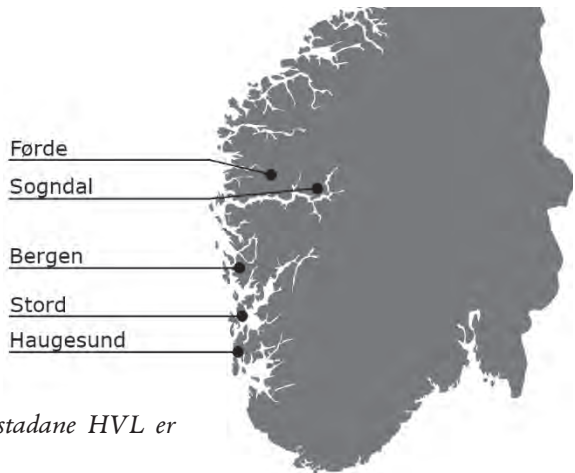 Førde
Sogndal
Bergen
Stord
Haugesund
stadane HVL er